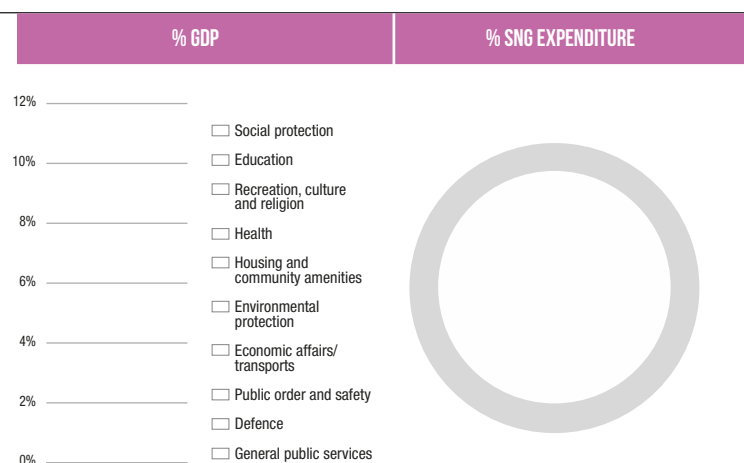 % GDP
% SNG EXPENDITURE
12%
10%
8%
6%
4%
2%
0%
Social protection
Education
Recreation, culture
and religion
Health
Housing and
community amenities
Environmental
protection
Economic affairs/
transports
Public order and safety
Defence
General public services